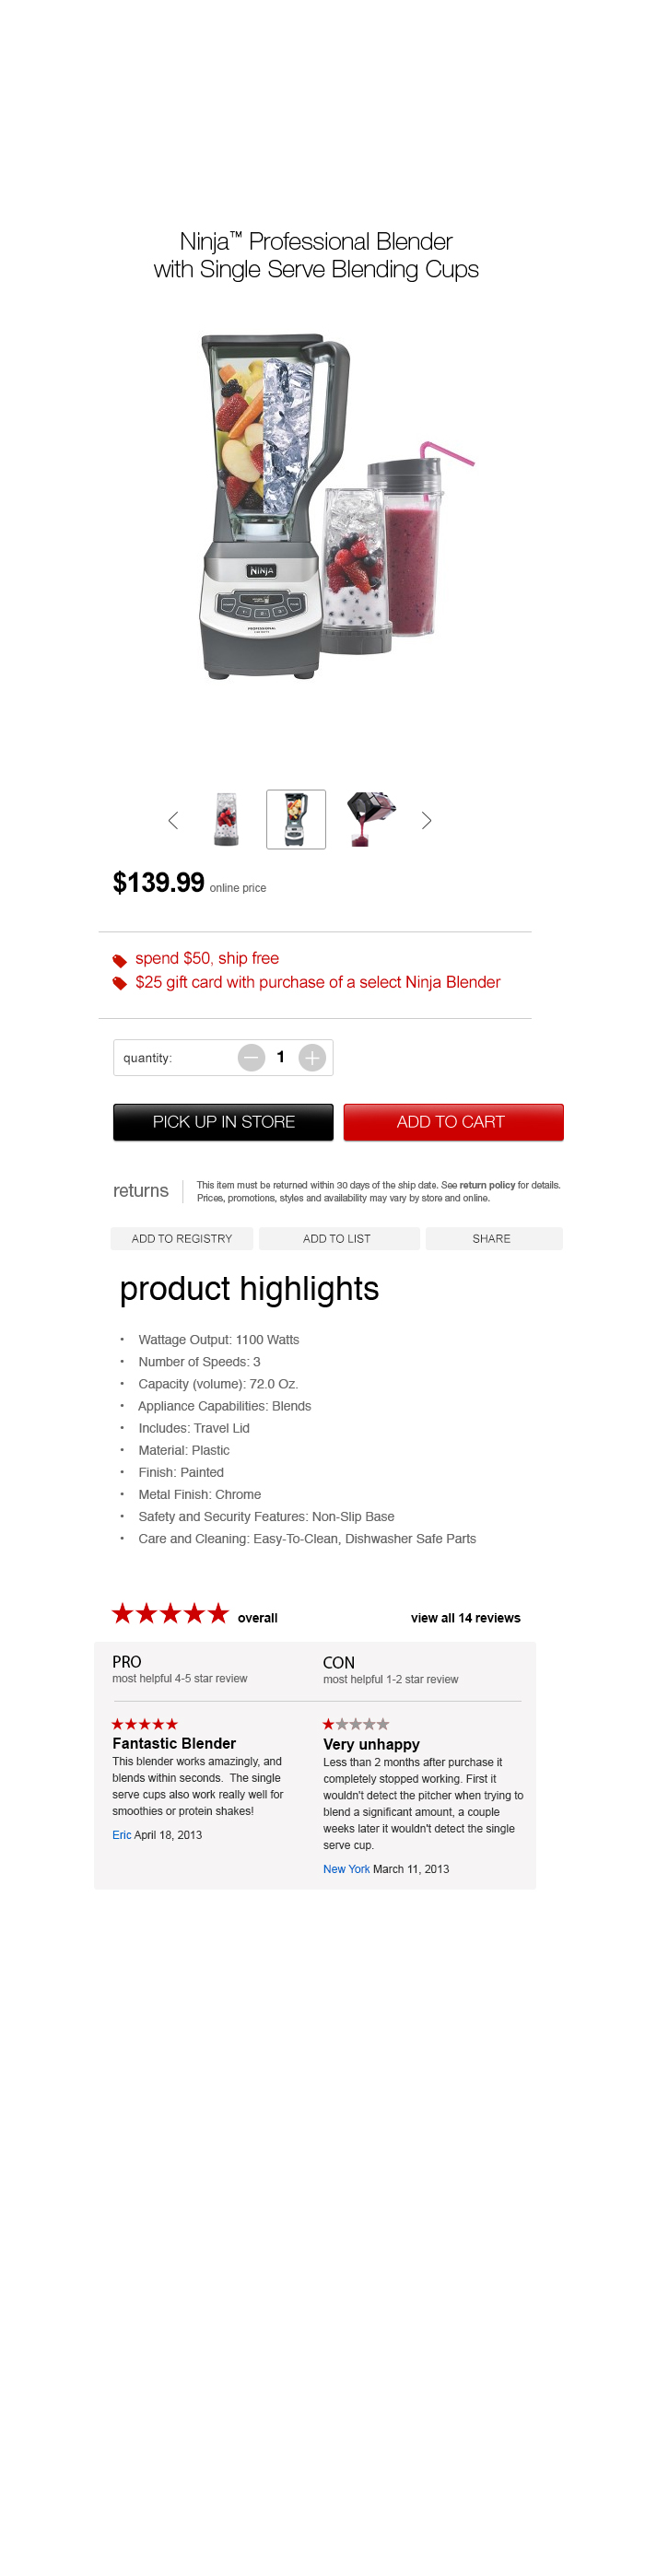 Ninja™ Professional Blender
with Single Serve Blending Cups
NINJA
PROFESSIONAL
$139.99 online price
spend $50, ship free
$25 gift card with purchase of a select Ninja Blender
quantity: 1
PICK UP IN STORE ADD TO CART
returns
This item must be returned within 30 days of the ship date. See return policy for details.
Prices, promotions, styles and availability may vary by store and online.
ADD TO REGISTRY ADD TO LIST SHARE
product highlights
• Wattage Output: 1100 Watts
• Number of Speeds: 3
• Capacity (volume): 72.0 Oz.
• Appliance Capabilities: Blends
• Includes: Travel Lid
• Material: Plastic
• Finish: Painted
• Metal Finish: Chrome
• Safety and Security Features: Non-Slip Base
• Care and Cleaning: Easy-To-Clean, Dishwasher Safe Parts
overall view all 14 reviews
PRO
most helpful 4-5 star review
Fantastic Blender
This blender works amazingly, and
blends within seconds. The single
serve cups also work really well for
smoothies or protein shakes!
Eric April 18, 2013
CON
most helpful 1-2 star review
Very unhappy
Less than 2 months after purchase it
completely stopped working. First it
wouldn't detect the pitcher when trying to
blend a significant amount, a couple
weeks later it wouldn't detect the single
serve cup.
New York March 11, 2013